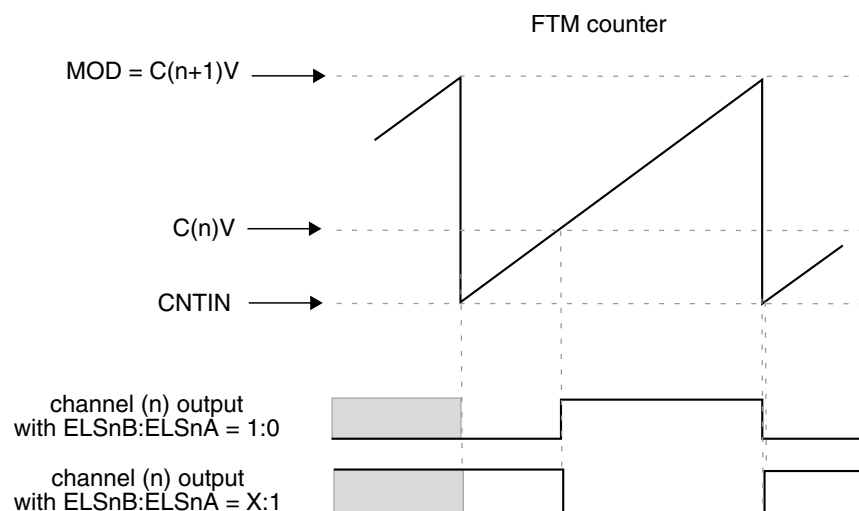 FTM counter
MOD = C(n+1)V
C(n)V
CNTIN
channel (n) output
with ELSnB:ELSnA = 1:0
channel (n) output
with ELSnB:ELSnA = X:1